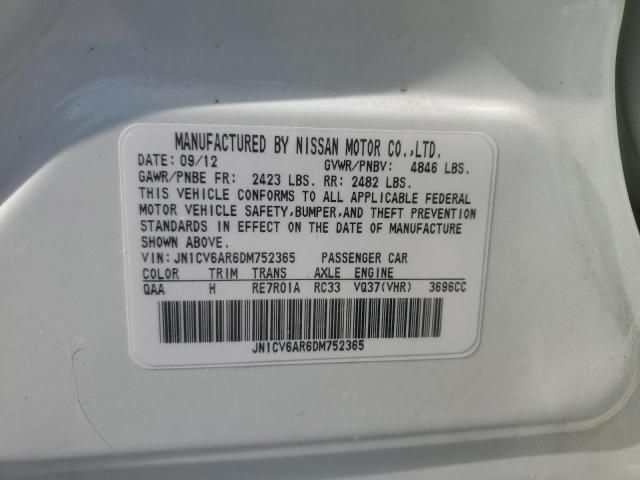 MANUFACTURED BY NISSAN MOTOR CO.,LTD.
DATE: 09/12 GVWR/PNBV: 4846 LBS.
GAWR/PNBE FR: 2423 LBS. RR: 2482 LBS.
THIS VEHICLE CONFORMS TO ALL APPLICABLE FEDERAL
MOTOR VEHICLE SAFETY,BUMPER,AND THEFT PREVENTION
STANDARDS IN EFFECT ON THE DATE OF MANUFACTURE
SHOWN ABOVE.
VIN:JN1CV6AR6DM752365 PASSENGER CAR
COLOR TRIM TRANS AXLE ENGINE
QAA H RE7R01A RC33 VQ37(VHR) 3696CC
JN1CV6AR6DM752365